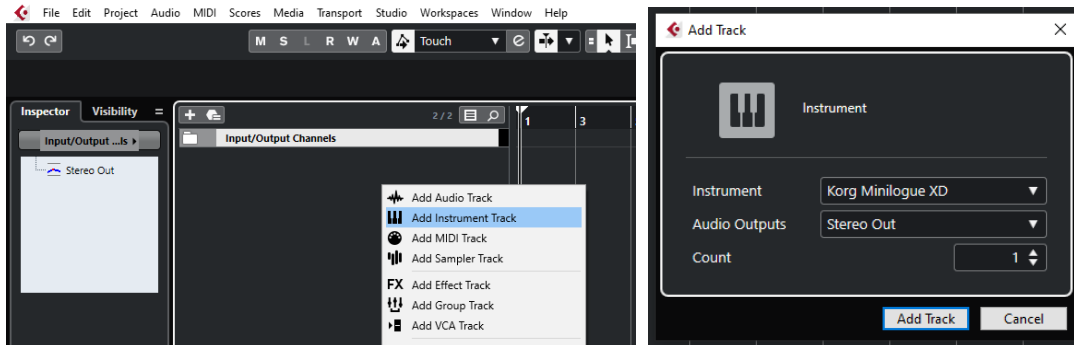 File Edit Project Audio MIDI Scores Media Transport Studio Workspaces Window Help
M S L R W A Touch
Inspector Visibility
2 / 2
1 3
Input/Output ...ls
Input/Output Channels
Stereo Out
Add Audio Track
Add Instrument Track
Add MIDI Track
Add Sampler Track
FX Add Effect Track
Add Group Track
Add VCA Track
Add Track
Instrument
Instrument Korg Minilogue XD
Audio Outputs Stereo Out
Count 1
Add Track Cancel